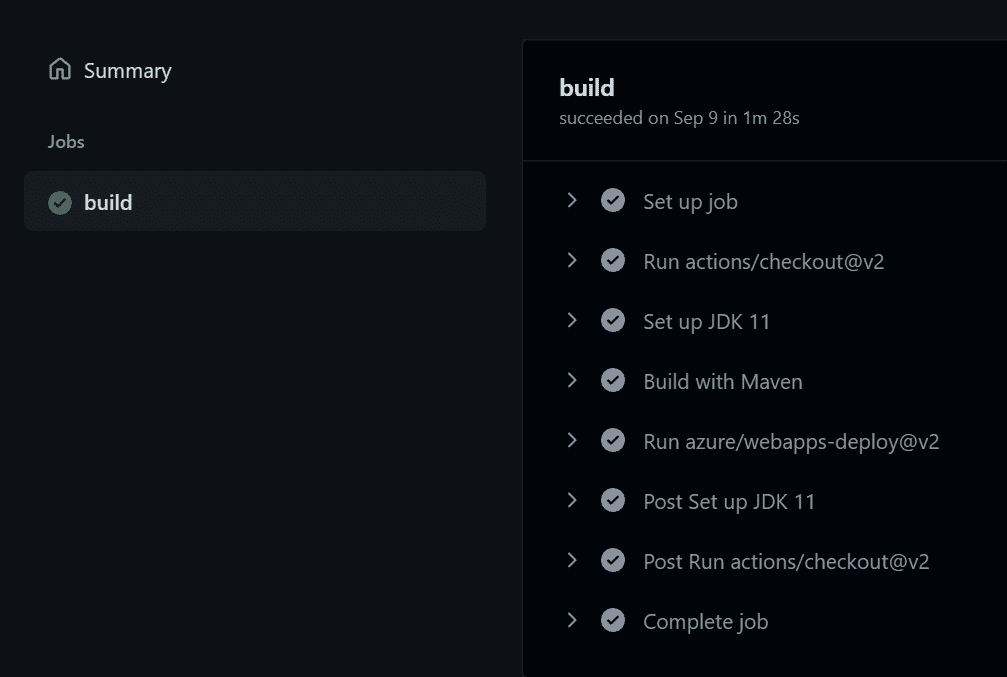 Summary
Jobs
build
build
succeeded on Sep 9 in 1m 28s
Set up job
Run actions/checkout@v2
Set up JDK 11
Build with Maven
Run azure/webapps-deploy@v2
Post Set up JDK 11
Post Run actions/checkout@v2
Complete job